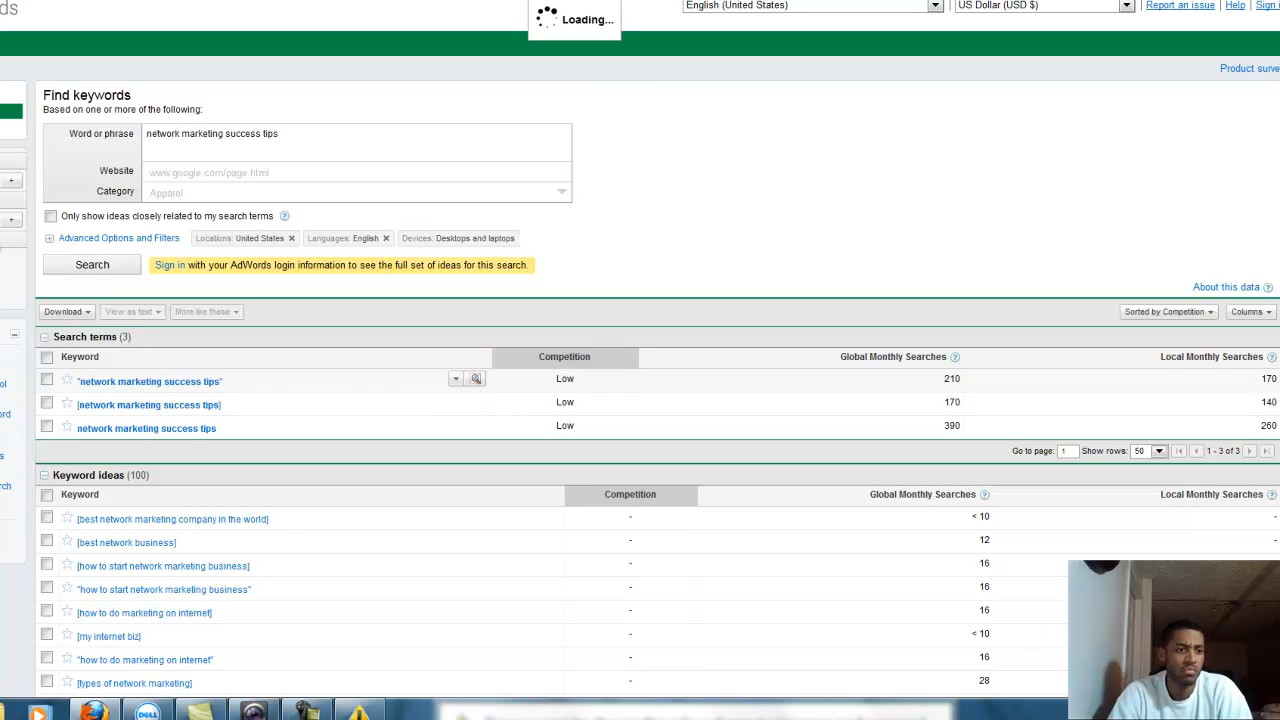 ds
Loading...
English (United States)
US Dollar (USD $)
Report an issue
Help
Sign i
Product surve
Find keywords
Based on one or more of the following:
Word or phrase
network marketing success tips
Website
www.google.com/page.html
Category
Apparel
Only show ideas closely related to my search terms
Advanced Options and Filters
Locations: United States
Languages: English
Devices: Desktops and laptops
Search
Sign in with your AdWords login information to see the full set of ideas for this search.
About this data
Download
View as text
More like these
Sorted by Competition
Columns
Search terms (3)
Keyword Competition Global Monthly Searches Local Monthly Searches
"network marketing success tips" Low 210 170
[network marketing success tips] Low 170 140
network marketing success tips Low 390 260
Go to page: 1 Show rows: 50 1 - 3 of 3
Keyword ideas (100)
Keyword Competition Global Monthly Searches Local Monthly Searches
[best network marketing company in the world] - < 10 -
[best network business] - 12 -
[how to start network marketing business] - 16
"how to start network marketing business" - 16
[how to do marketing on internet] - 16
[my internet biz] - < 10
"how to do marketing on internet" - 16
[types of network marketing] - 28
ol
ord
s
rch
DELL